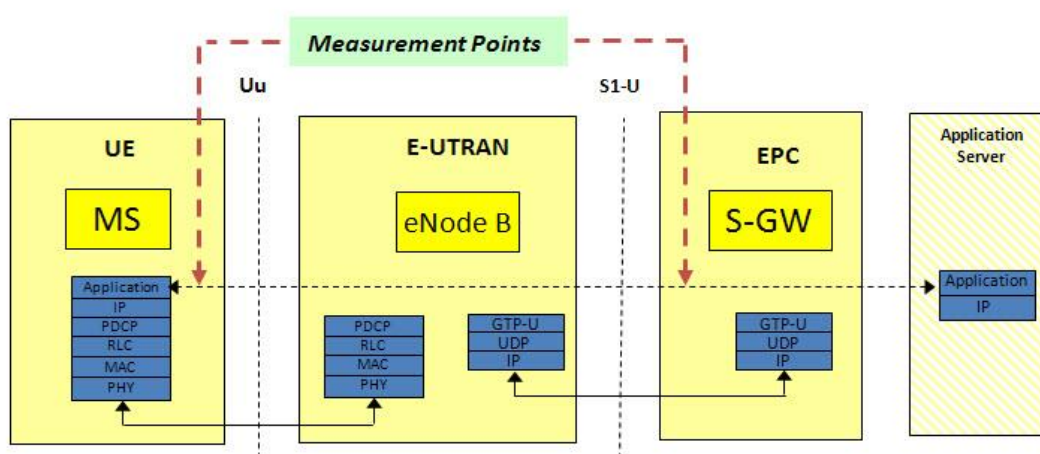 Measurement Points
Uu
S1-U
UE
E-UTRAN
EPC
Application
Server
MS
eNode B
S-GW
Application
IP
PDCP
RLC
MAC
PHY
PDCP
RLC
MAC
PHY
GTP-U
UDP
IP
GTP-U
UDP
IP
Application
IP